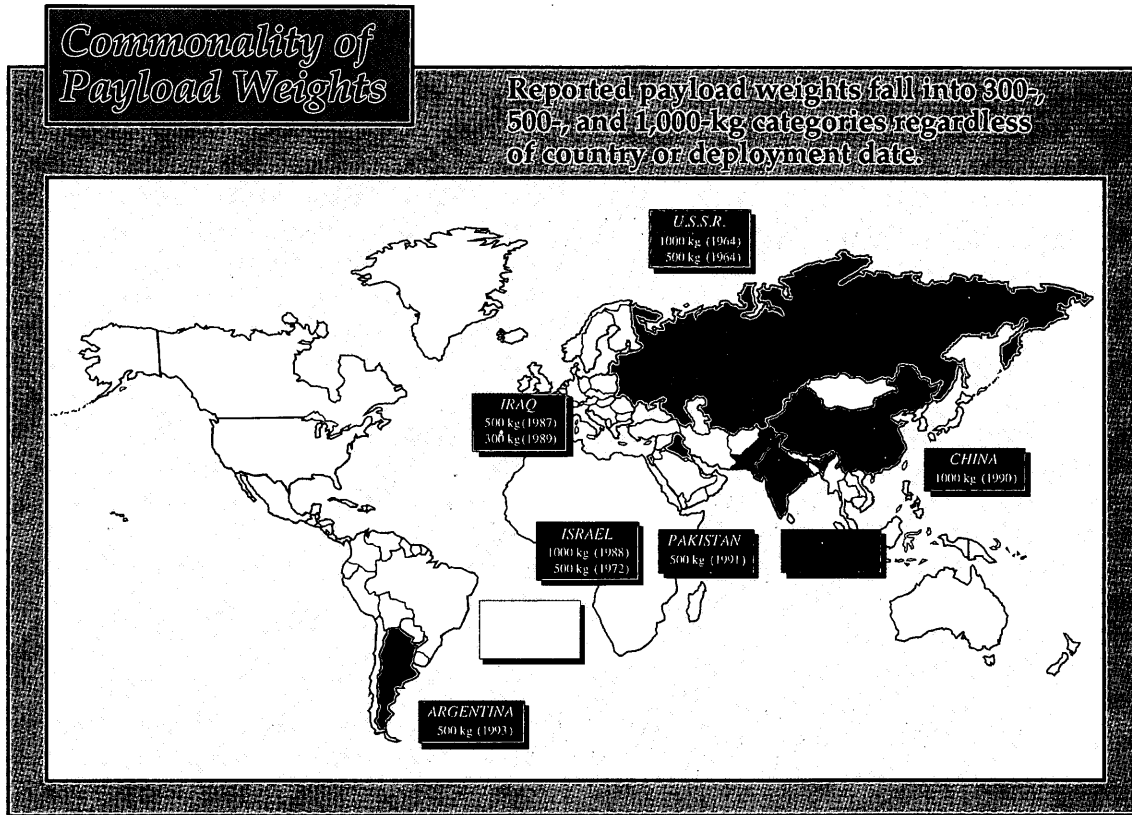 Commonality of
Payload Weights
Reported payload weights fall into 300-,
500-, and 1,000-kg categories regardless
of country or deployment date.
U.S.S.R.
1000 kg (1964)
500 kg (1964)
IRAQ
500 kg (1987)
300 kg (1989)
CHINA
1000 kg (1990)
ISRAEL
1000 kg (1988)
500 kg (1972)
PAKISTAN
500 kg (1991)
ARGENTINA
500 kg (1993)